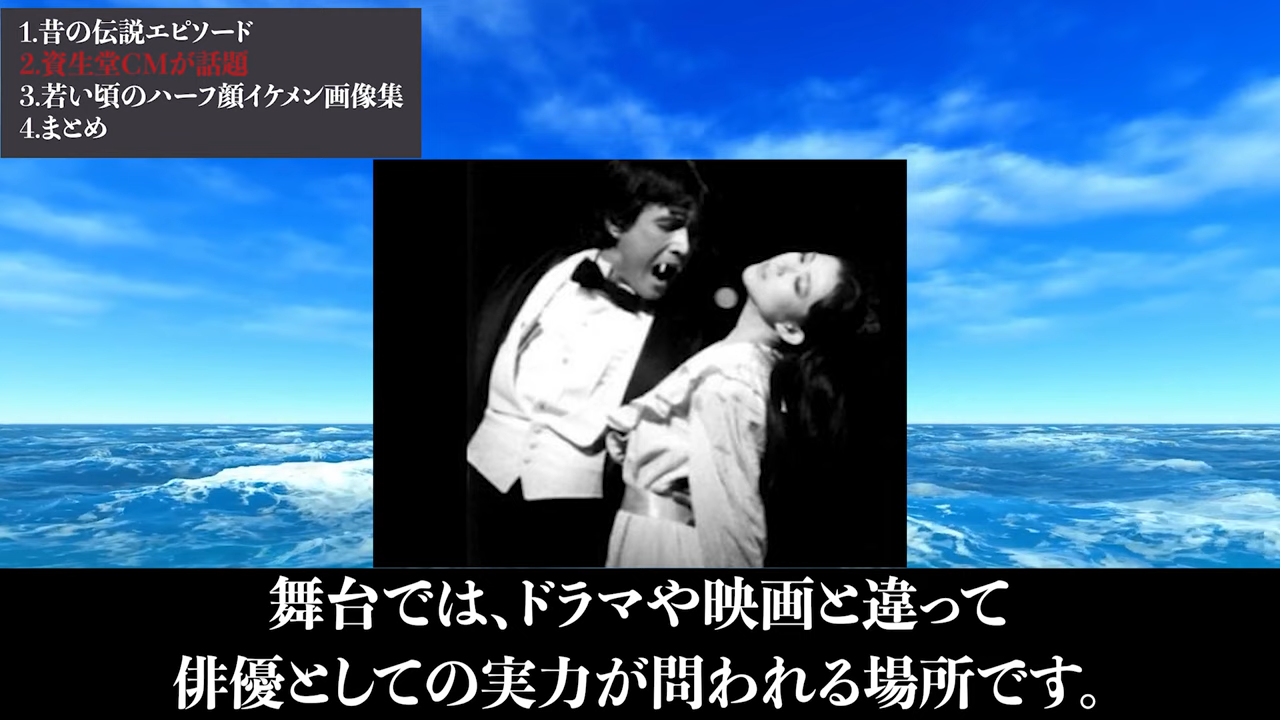 1.昔の伝説エピソード
2.資生堂CMが話題
3.若い頃のハーフ顔イケメン画像集
4.まとめ
舞台では、ドラマや映画と違って
俳優としての実力が問われる場所です。